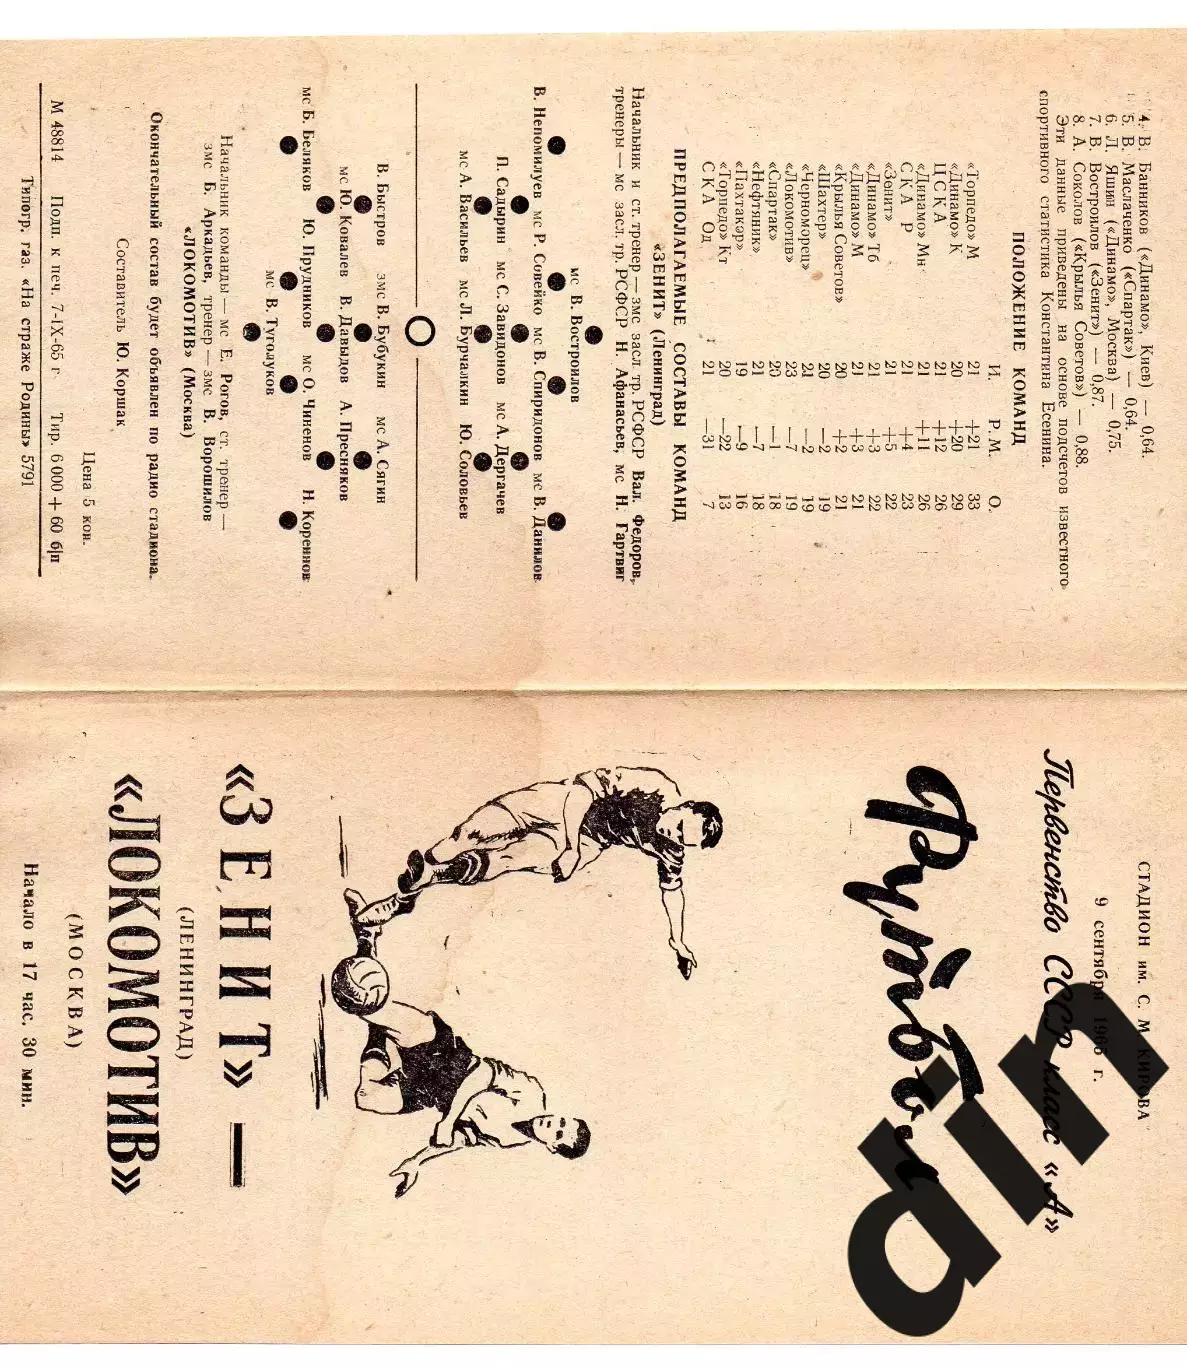 4. В. Банников («Динамо», Киев) — 0,64.
5. В. Маслаченко («Спартак») — 0,64.
6. Л. Яшин («Динамо», Москва) — 0,75.
7. В. Востроилов («Зенит») — 0,87.
8. А. Соколов («Крылья Советов») — 0,88.
Эти данные приведены на основе подсчетов известного
спортивного статистика Константина Есенина.
ПОЛОЖЕНИЕ КОМАНД
И. Р.М. О.
«Торпедо» М 21 +21 33
«Динамо» К 20 +20 29
ЦСКА 21 +12 26
«Динамо» Мн 21 +11 26
СКА Р 21 +4 23
«Зенит» 21 +5 22
«Динамо» Тб 21 +3 22
«Динамо» М 21 +3 21
«Крылья Советов» 20 +2 21
«Шахтер» 20 —2 19
«Черноморец» 21 —2 19
«Локомотив» 23 —7 19
«Спартак» 20 —1 18
«Нефтяник» 21 —7 18
«Пахтакәр» 19 —9 16
«Торпедо» Кт 20 —22 13
СКА Од 21 —31 7
ПРЕДПОЛАГАЕМЫЕ СОСТАВЫ КОМАНД
«ЗЕНИТ» (Ленинград)
Начальник и ст. тренер — змс засл. тр. РСФСР Вал. Федоров,
тренеры — мс засл. тр. РСФСР Н. Афанасьев, мс Н. Гартвиг
мс В. Востроилов
В. Непомилуев мс Р. Совейко мс В. Спиридонов мс В. Данилов
П. Садырин мс С. Завидонов мс А. Дергачев
мс А. Васильев мс Л. Бурчалкин Ю. Соловьев
В. Быстров змс В. Бубукин мс А. Сягин
мс Ю. Ковалев В. Давыдов А. Пресняков
мс Б. Беляков Ю. Прудников мс О. Чиненов Н. Кореннов
мс В. Туголуков
Начальник команды — мс Е. Рогов, ст. тренер —
змс Б. Аркадьев, тренер — змс В. Ворошилов
«ЛОКОМОТИВ» (Москва)
Окончательный состав будет объявлен по радио стадиона.
Составитель Ю. Коршак
Цена 5 коп.
М 48814 Подп. к печ. 7-IX-65 г Тир. 6000 + 60 б|п
Типогр, газ. «На страже Родины» 5791
СТАДИОН им. С. М КИРОВА
9 сентября 1965 г.
Первенство СССР класс «А»
Футбол
«ЗЕНИТ» —
(ЛЕНИНГРАД)
«ЛОКОМОТИВ»
(МОСКВА)
Начало в 17 час. 30 мин.
din